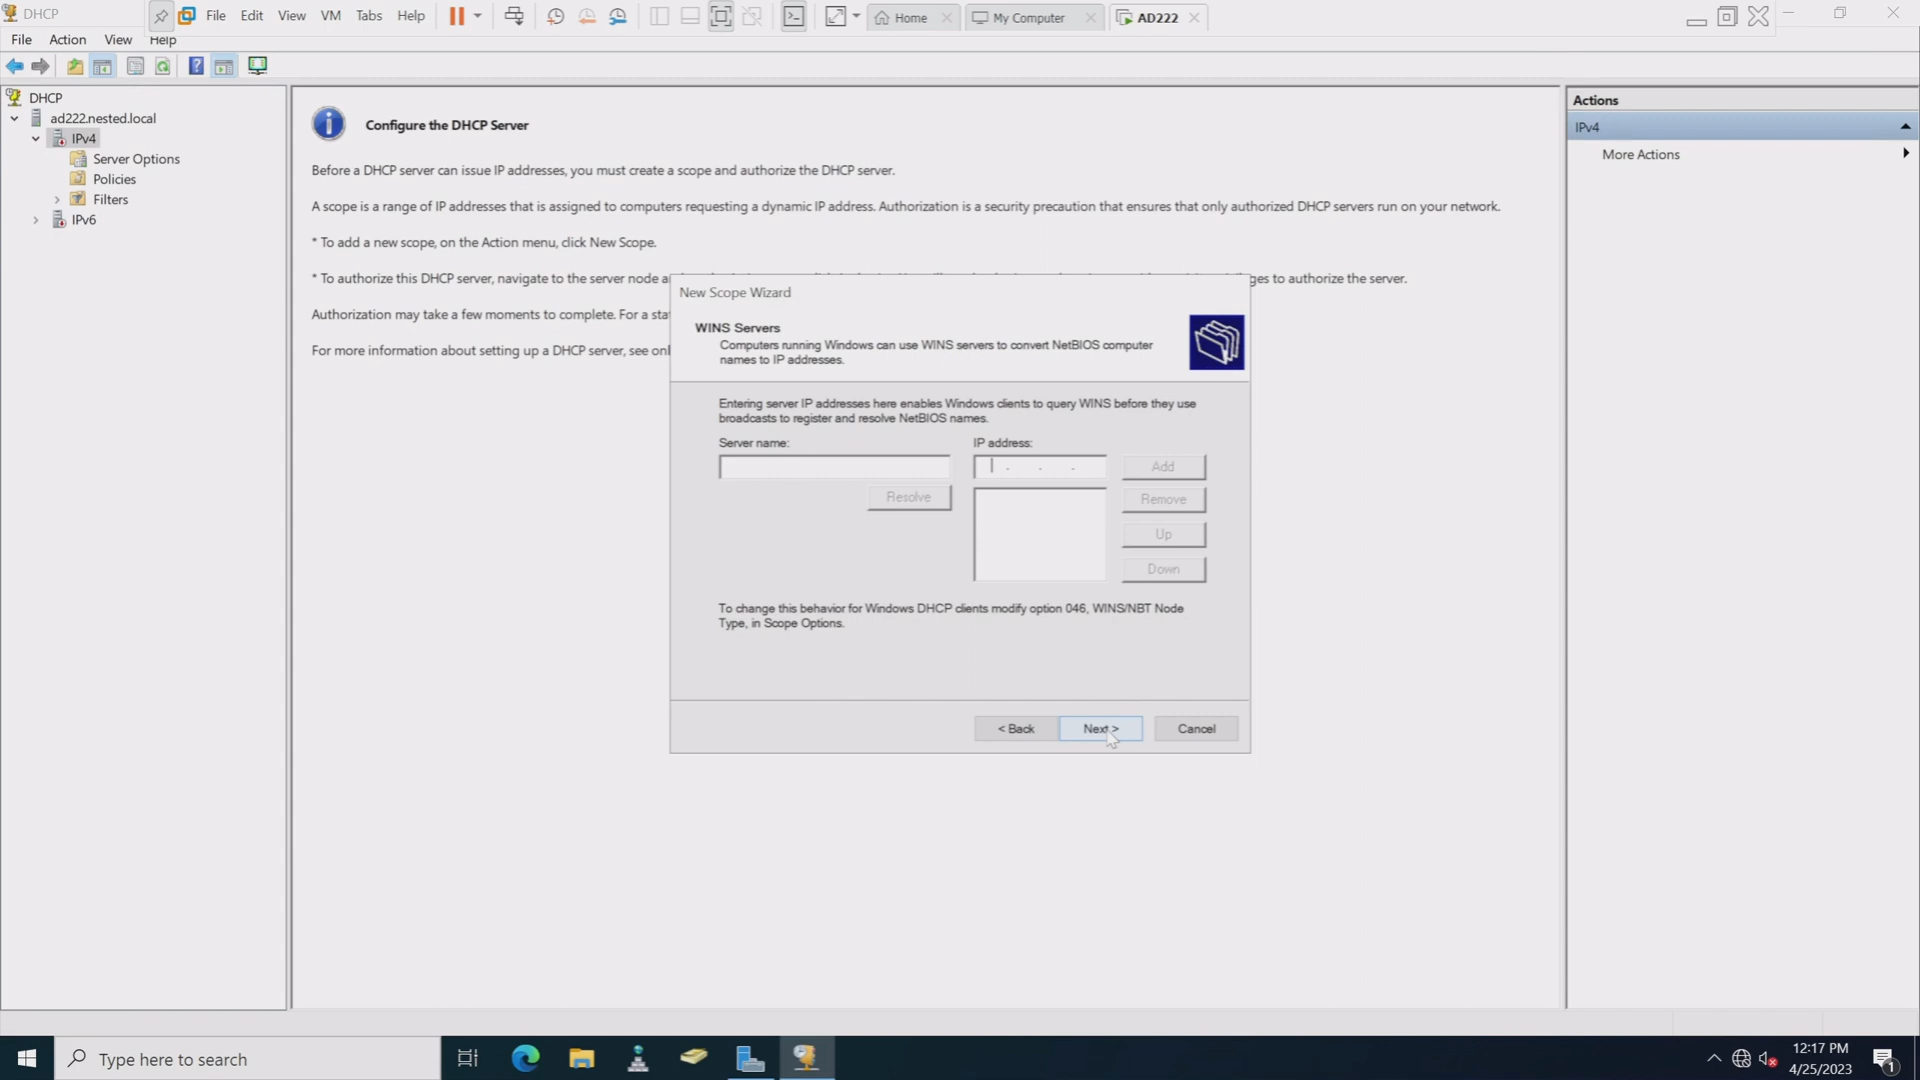 DHCP
File Edit View VM Tabs Help
Home
My Computer
AD222
File Action View Help
DHCP
ad222.nested.local
IPv4
Server Options
Policies
Filters
IPv6
Configure the DHCP Server
Before a DHCP server can issue IP addresses, you must create a scope and authorize the DHCP server.
A scope is a range of IP addresses that is assigned to computers requesting a dynamic IP address. Authorization is a security precaution that ensures that only authorized DHCP servers run on your network.
* To add a new scope, on the Action menu, click New Scope.
* To authorize this DHCP server, navigate to the server node a ges to authorize the server.
Authorization may take a few moments to complete. For a sta
For more information about setting up a DHCP server, see onl
New Scope Wizard
WINS Servers
Computers running Windows can use WINS servers to convert NetBIOS computer
names to IP addresses.
Entering server IP addresses here enables Windows clients to query WINS before they use
broadcasts to register and resolve NetBIOS names.
Server name:
IP address:
. . .
Add
Resolve
Remove
Up
Down
To change this behavior for Windows DHCP clients modify option 046, WINS/NBT Node
Type, in Scope Options.
< Back
Next >
Cancel
Actions
IPv4
More Actions
Type here to search
12:17 PM
4/25/2023
1